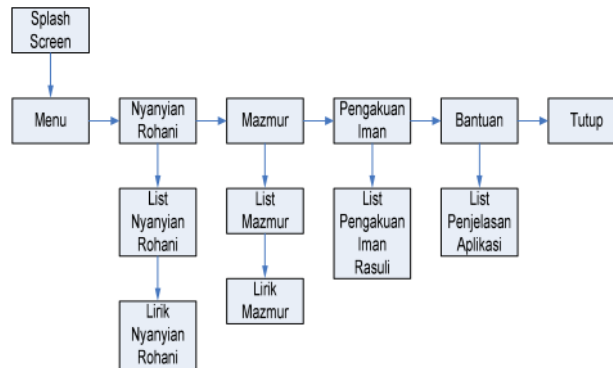 Splash
Screen
Menu
Nyanyian
Rohani
Mazmur
Pengakuan
Iman
Bantuan
Tutup
List
Nyanyian
Rohani
List
Mazmur
List
Pengakuan
Iman
Rasuli
List
Penjelasan
Aplikasi
Lirik
Nyanyian
Rohani
Lirik
Mazmur